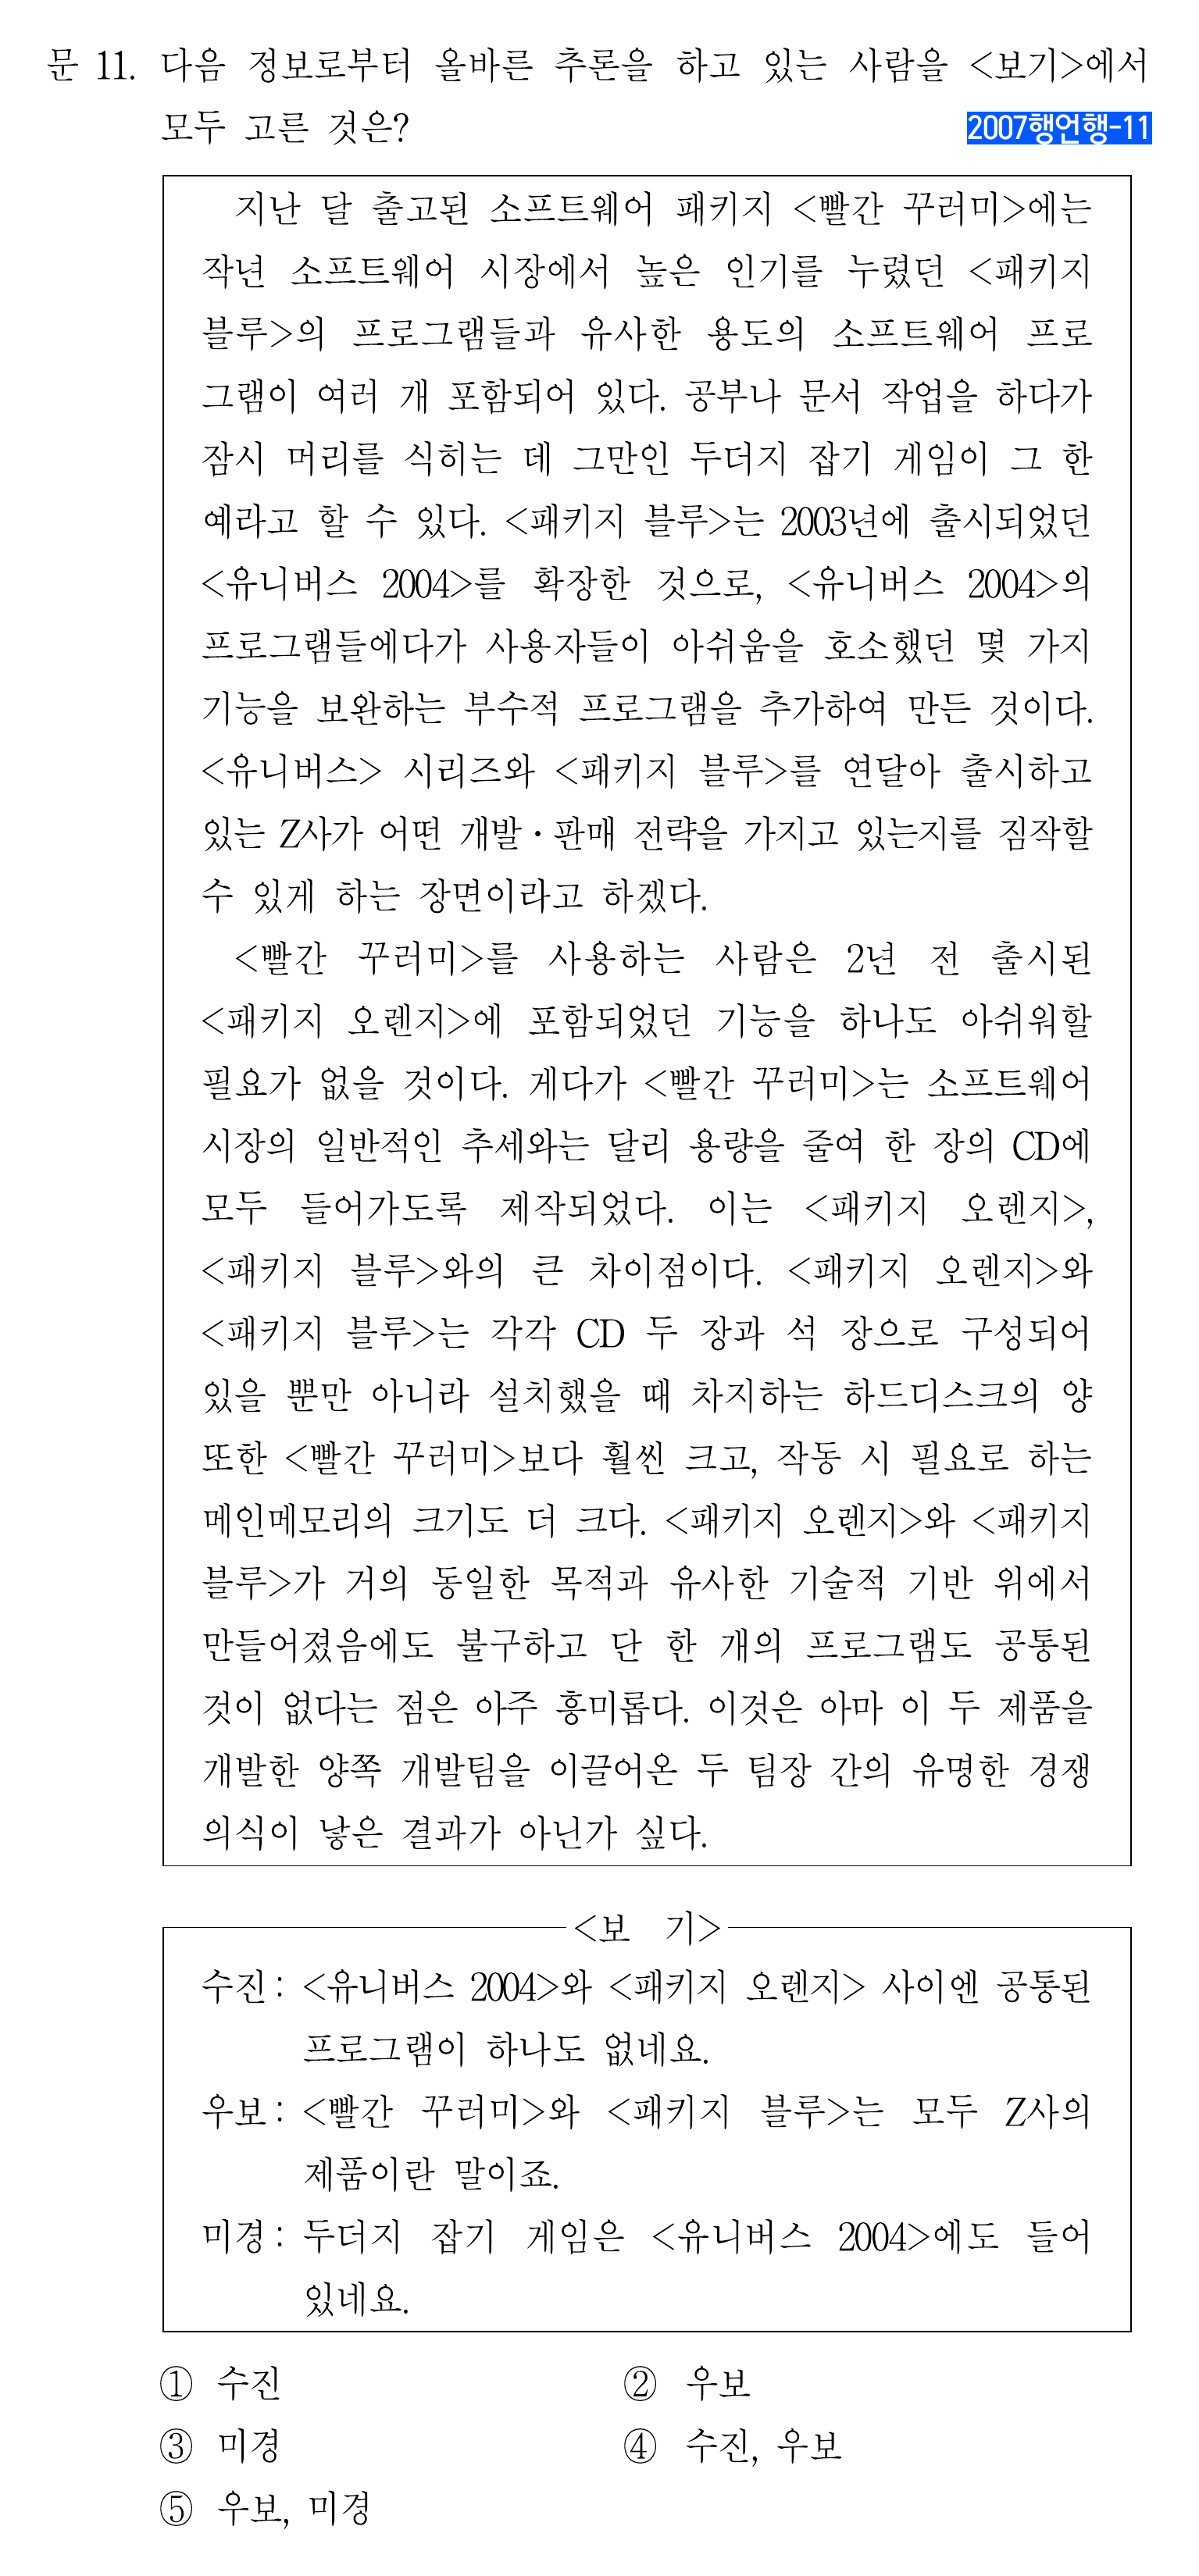 문 11. 다음 정보로부터 올바른 추론을 하고 있는 사람을 <보기>에서
모두 고른 것은?
2007행언행-11
지난 달 출고된 소프트웨어 패키지 <빨간 꾸러미>에는
작년 소프트웨어 시장에서 높은 인기를 누렸던 <패키지
블루>의 프로그램들과 유사한 용도의 소프트웨어 프로
그램이 여러 개 포함되어 있다. 공부나 문서 작업을 하다가
잠시 머리를 식히는 데 그만인 두더지 잡기 게임이 그 한
예라고 할 수 있다. <패키지 블루>는 2003년에 출시되었던
<유니버스 2004>를 확장한 것으로, <유니버스 2004>의
프로그램들에다가 사용자들이 아쉬움을 호소했던 몇 가지
기능을 보완하는 부수적 프로그램을 추가하여 만든 것이다.
<유니버스> 시리즈와 <패키지 블루>를 연달아 출시하고
있는 Z사가 어떤 개발·판매 전략을 가지고 있는지를 짐작할
수 있게 하는 장면이라고 하겠다.
<빨간 꾸러미>를 사용하는 사람은 2년 전 출시된
<패키지 오렌지>에 포함되었던 기능을 하나도 아쉬워할
필요가 없을 것이다. 게다가 <빨간 꾸러미>는 소프트웨어
시장의 일반적인 추세와는 달리 용량을 줄여 한 장의 CD에
모두 들어가도록 제작되었다. 이는 <패키지 오렌지>,
<패키지 블루>와의 큰 차이점이다. <패키지 오렌지>와
<패키지 블루>는 각각 CD 두 장과 석 장으로 구성되어
있을 뿐만 아니라 설치했을 때 차지하는 하드디스크의 양
또한 <빨간 꾸러미>보다 훨씬 크고, 작동 시 필요로 하는
메인메모리의 크기도 더 크다. <패키지 오렌지>와 <패키지
블루>가 거의 동일한 목적과 유사한 기술적 기반 위에서
만들어졌음에도 불구하고 단 한 개의 프로그램도 공통된
것이 없다는 점은 아주 흥미롭다. 이것은 아마 이 두 제품을
개발한 양쪽 개발팀을 이끌어온 두 팀장 간의 유명한 경쟁
의식이 낳은 결과가 아닌가 싶다.
<보 기>
수진 : <유니버스 2004>와 <패키지 오렌지> 사이엔 공통된
프로그램이 하나도 없네요.
우보 : <빨간 꾸러미>와 <패키지 블루>는 모두 Z사의
제품이란 말이죠.
미경 : 두더지 잡기 게임은 <유니버스 2004>에도 들어
있네요.
① 수진 ② 우보
③ 미경 ④ 수진, 우보
⑤ 우보, 미경